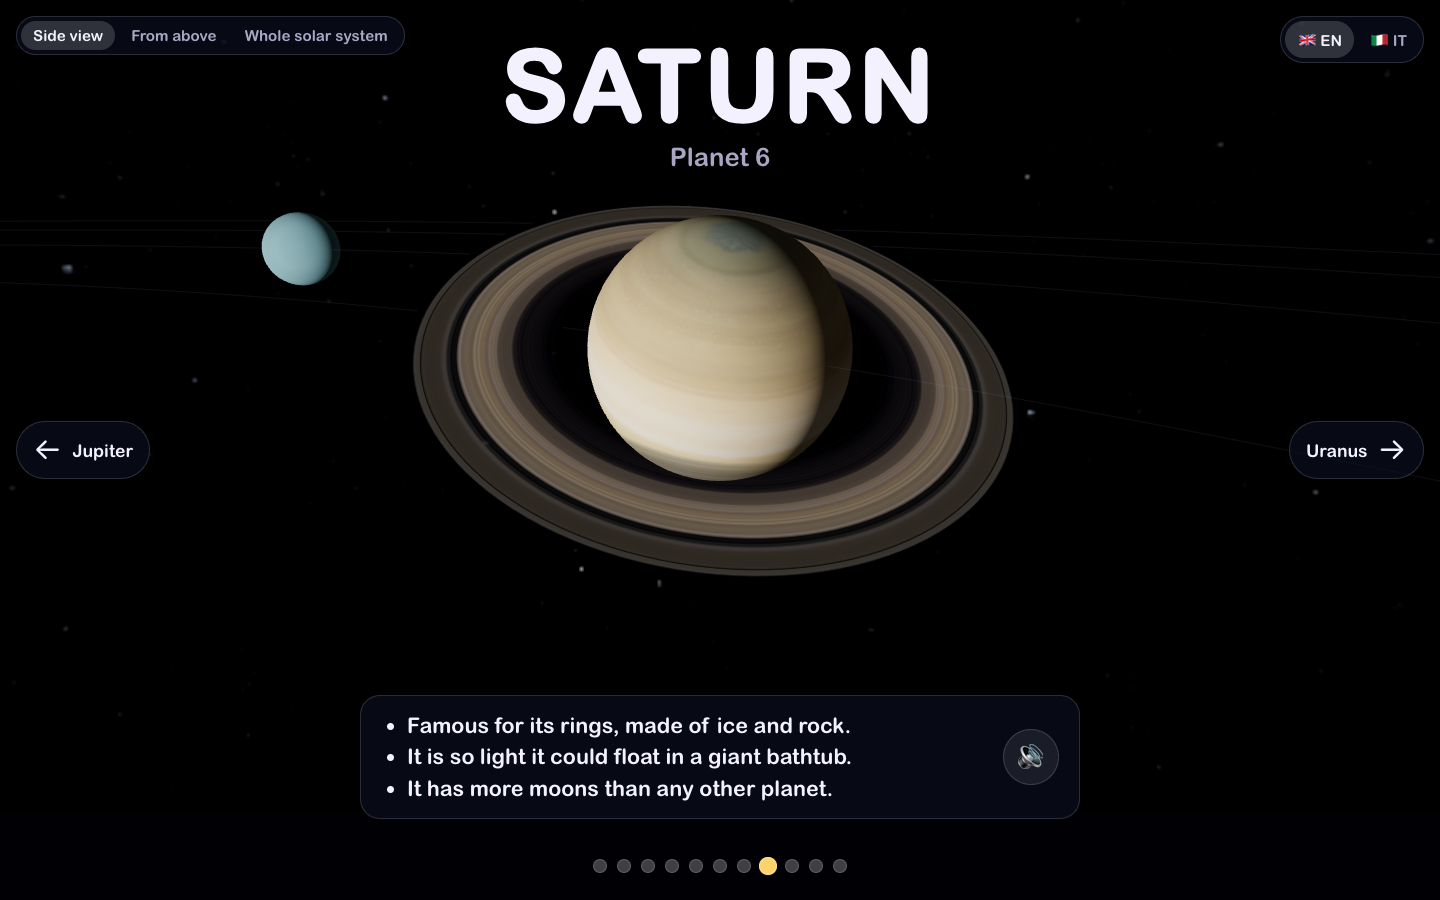 Side view
From above
Whole solar system
EN
IT
SATURN
Planet 6
Jupiter
Uranus
Famous for its rings, made of ice and rock.
It is so light it could float in a giant bathtub.
It has more moons than any other planet.